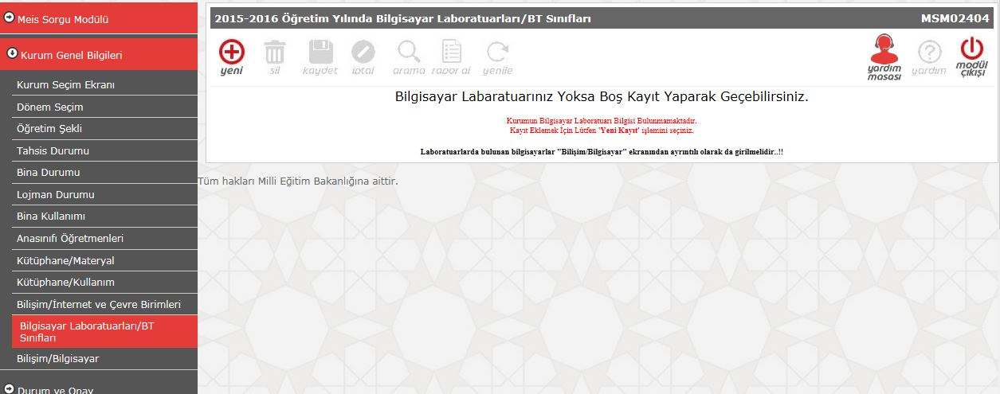 Meis Sorgu Modülü
Kurum Genel Bilgileri
Kurum Seçim Ekranı
Dönem Seçim
Öğretim Şekli
Tahsis Durumu
Bina Durumu
Lojman Durumu
Bina Kullanımı
Anasınıfı Öğretmenleri
Kütüphane/Materyal
Kütüphane/Kullanım
Bilişim/İnternet ve Çevre Birimleri
Bilgisayar Laboratuarları/BT
Sınıfları
Bilişim/Bilgisayar
Durum ve Onay
2015-2016 Öğretim Yılında Bilgisayar Laboratuarları/BT Sınıfları MSM02404
yeni sil kaydet iptal arama rapor al yenile yardım masası yardım modül çıkışı
Bilgisayar Labaratuarınız Yoksa Boş Kayıt Yaparak Geçebilirsiniz.
Kurumun Bilgisayar Laboratuarı Bilgisi Bulunmamaktadır.
Kayıt Eklemek İçin Lütfen 'Yeni Kayıt' işlemini seçiniz.
Laboratuarlarda bulunan bilgisayarlar "Bilişim/Bilgisayar" ekranından ayrıntılı olarak da girilmelidir..!!
Tüm hakları Milli Eğitim Bakanlığına aittir.